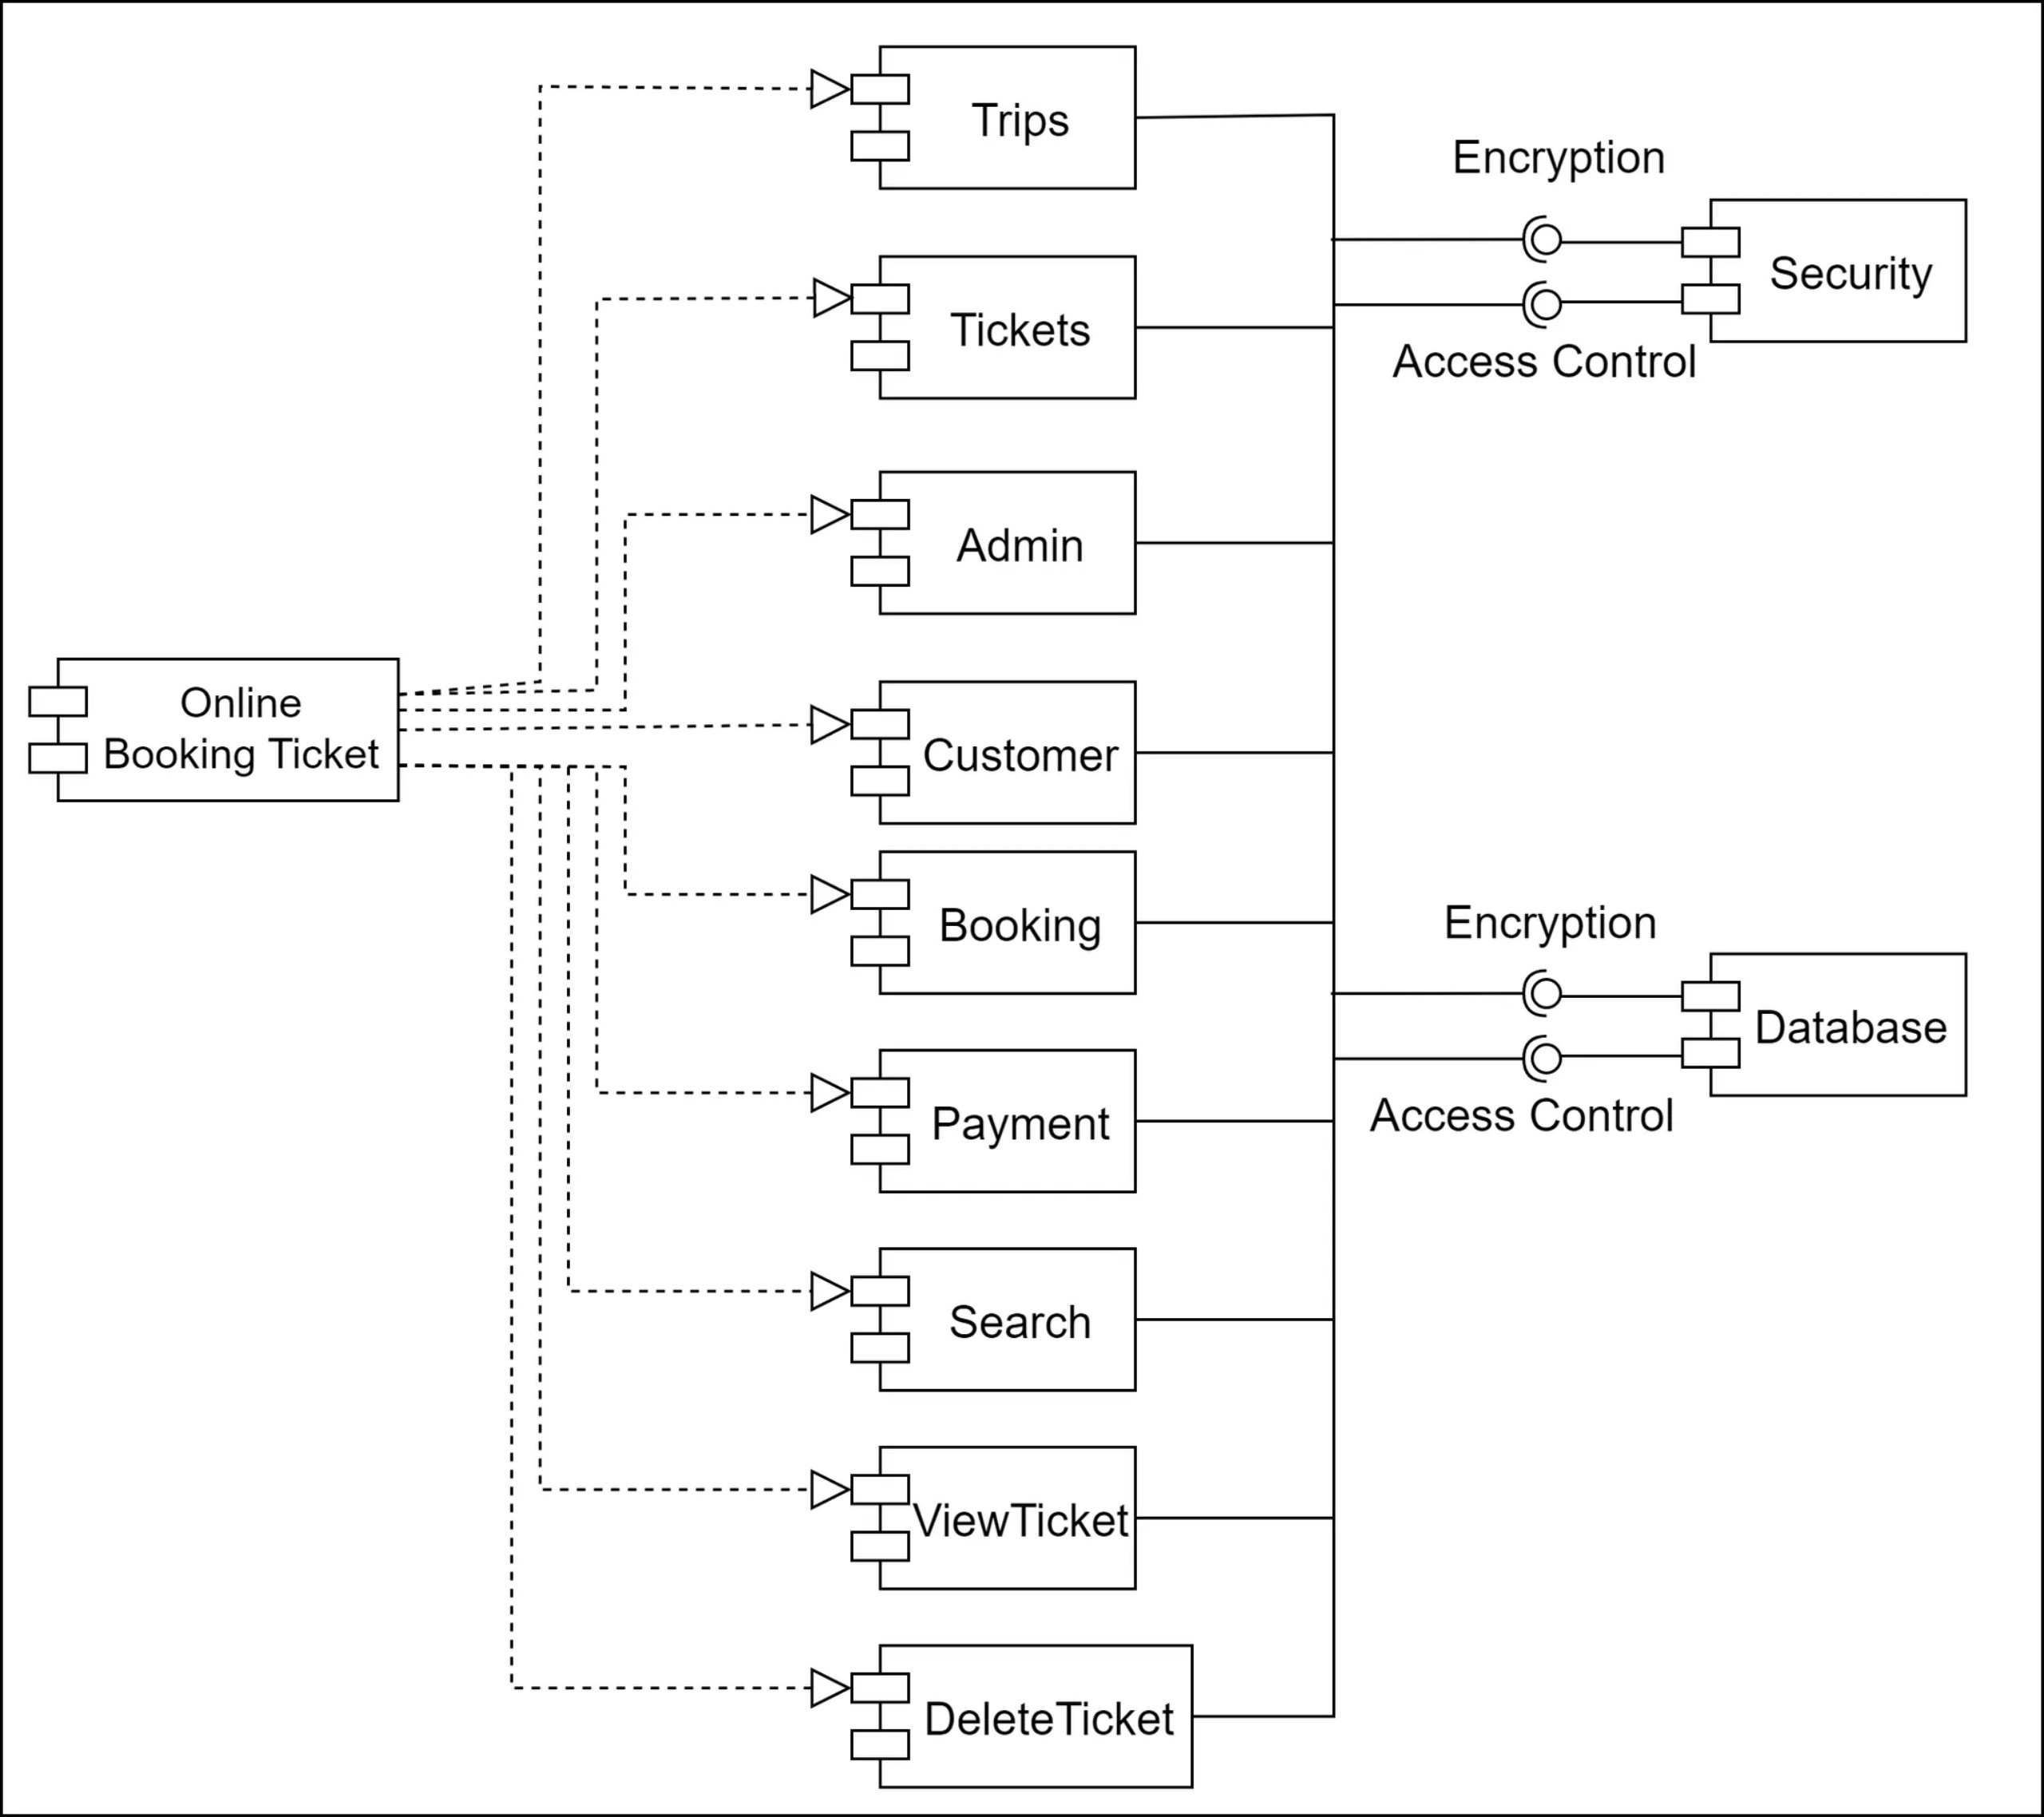 Trips
Encryption
Security
Tickets
Access Control
Admin
Online
Booking Ticket
Customer
Booking
Encryption
Database
Access Control
Payment
Search
ViewTicket
DeleteTicket